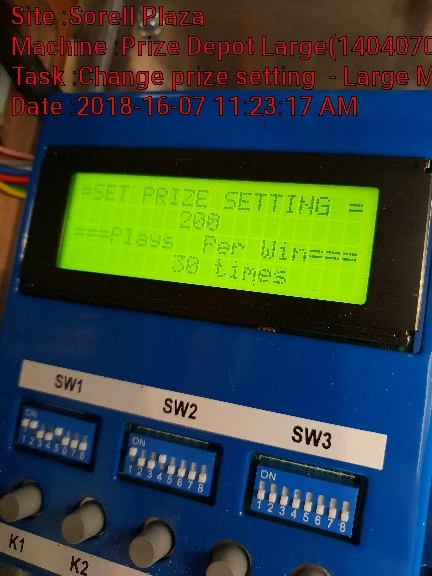 Site :Sorell Plaza
Machine :Prize Depot Large(1404070
Task :Change prize setting - Large M
Date :2018-16-07 11:23:17 AM
=SET PRIZE SETTING =
200
===Plays Per Win===
30 times
SW1
SW2
SW3
ON
1 2 3 4 5 6 7 8
ON
1 2 3 4 5 6 7 8
ON
1 2 3 4 5 6 7 8
K1
K2